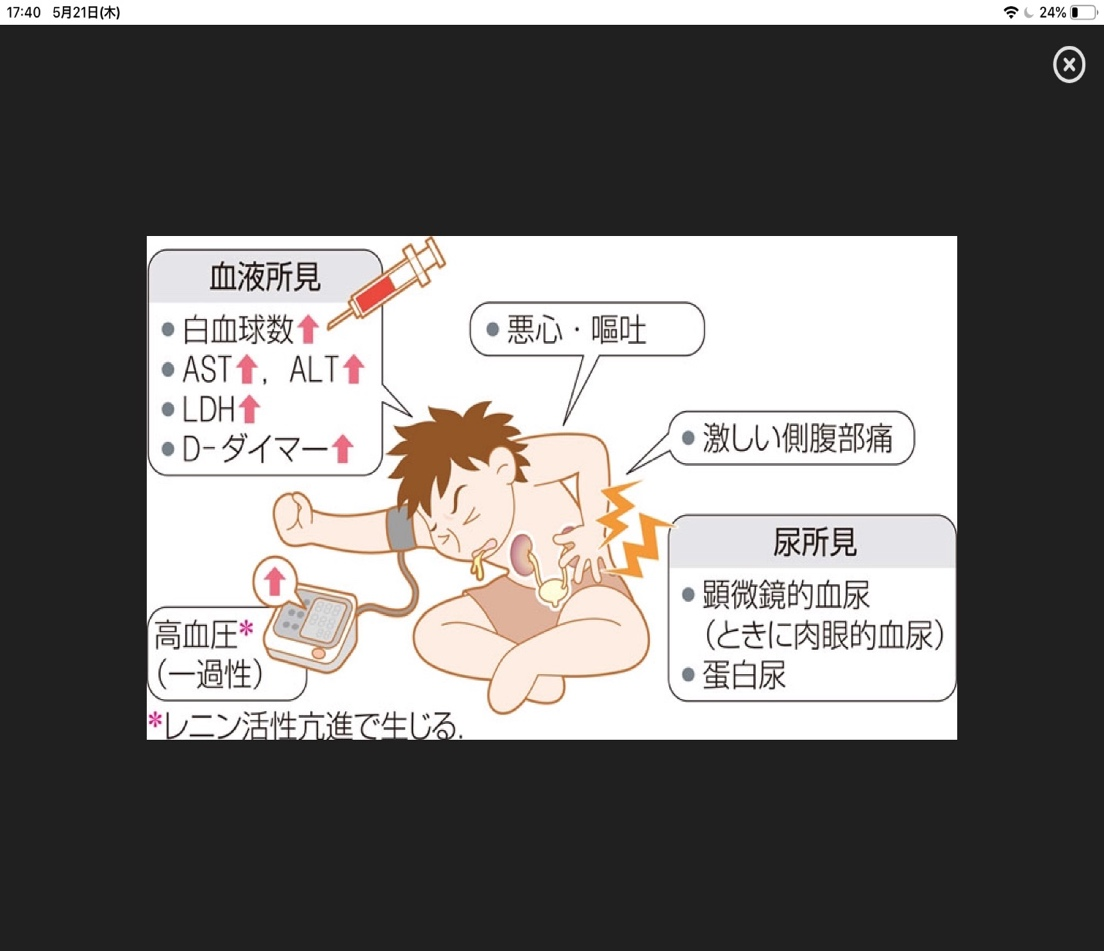 17:40 5月21日(木)
24%
血液所見
●白血球数↑
●AST↑, ALT↑
●LDH↑
●D-ダイマー↑
●悪心・嘔吐
●激しい側腹部痛
尿所見
●顕微鏡的血尿
(ときに肉眼的血尿)
●蛋白尿
↑
高血圧*
(一過性)
*レニン活性亢進で生じる.